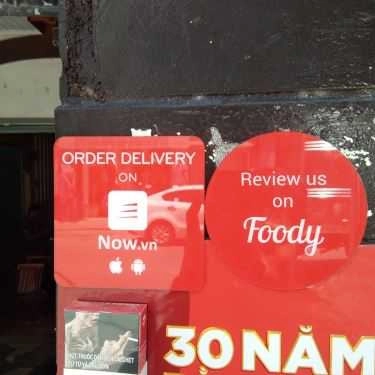 ORDER DELIVERY
ON
Now.vn
Review us
on
Foody
30 NĂM